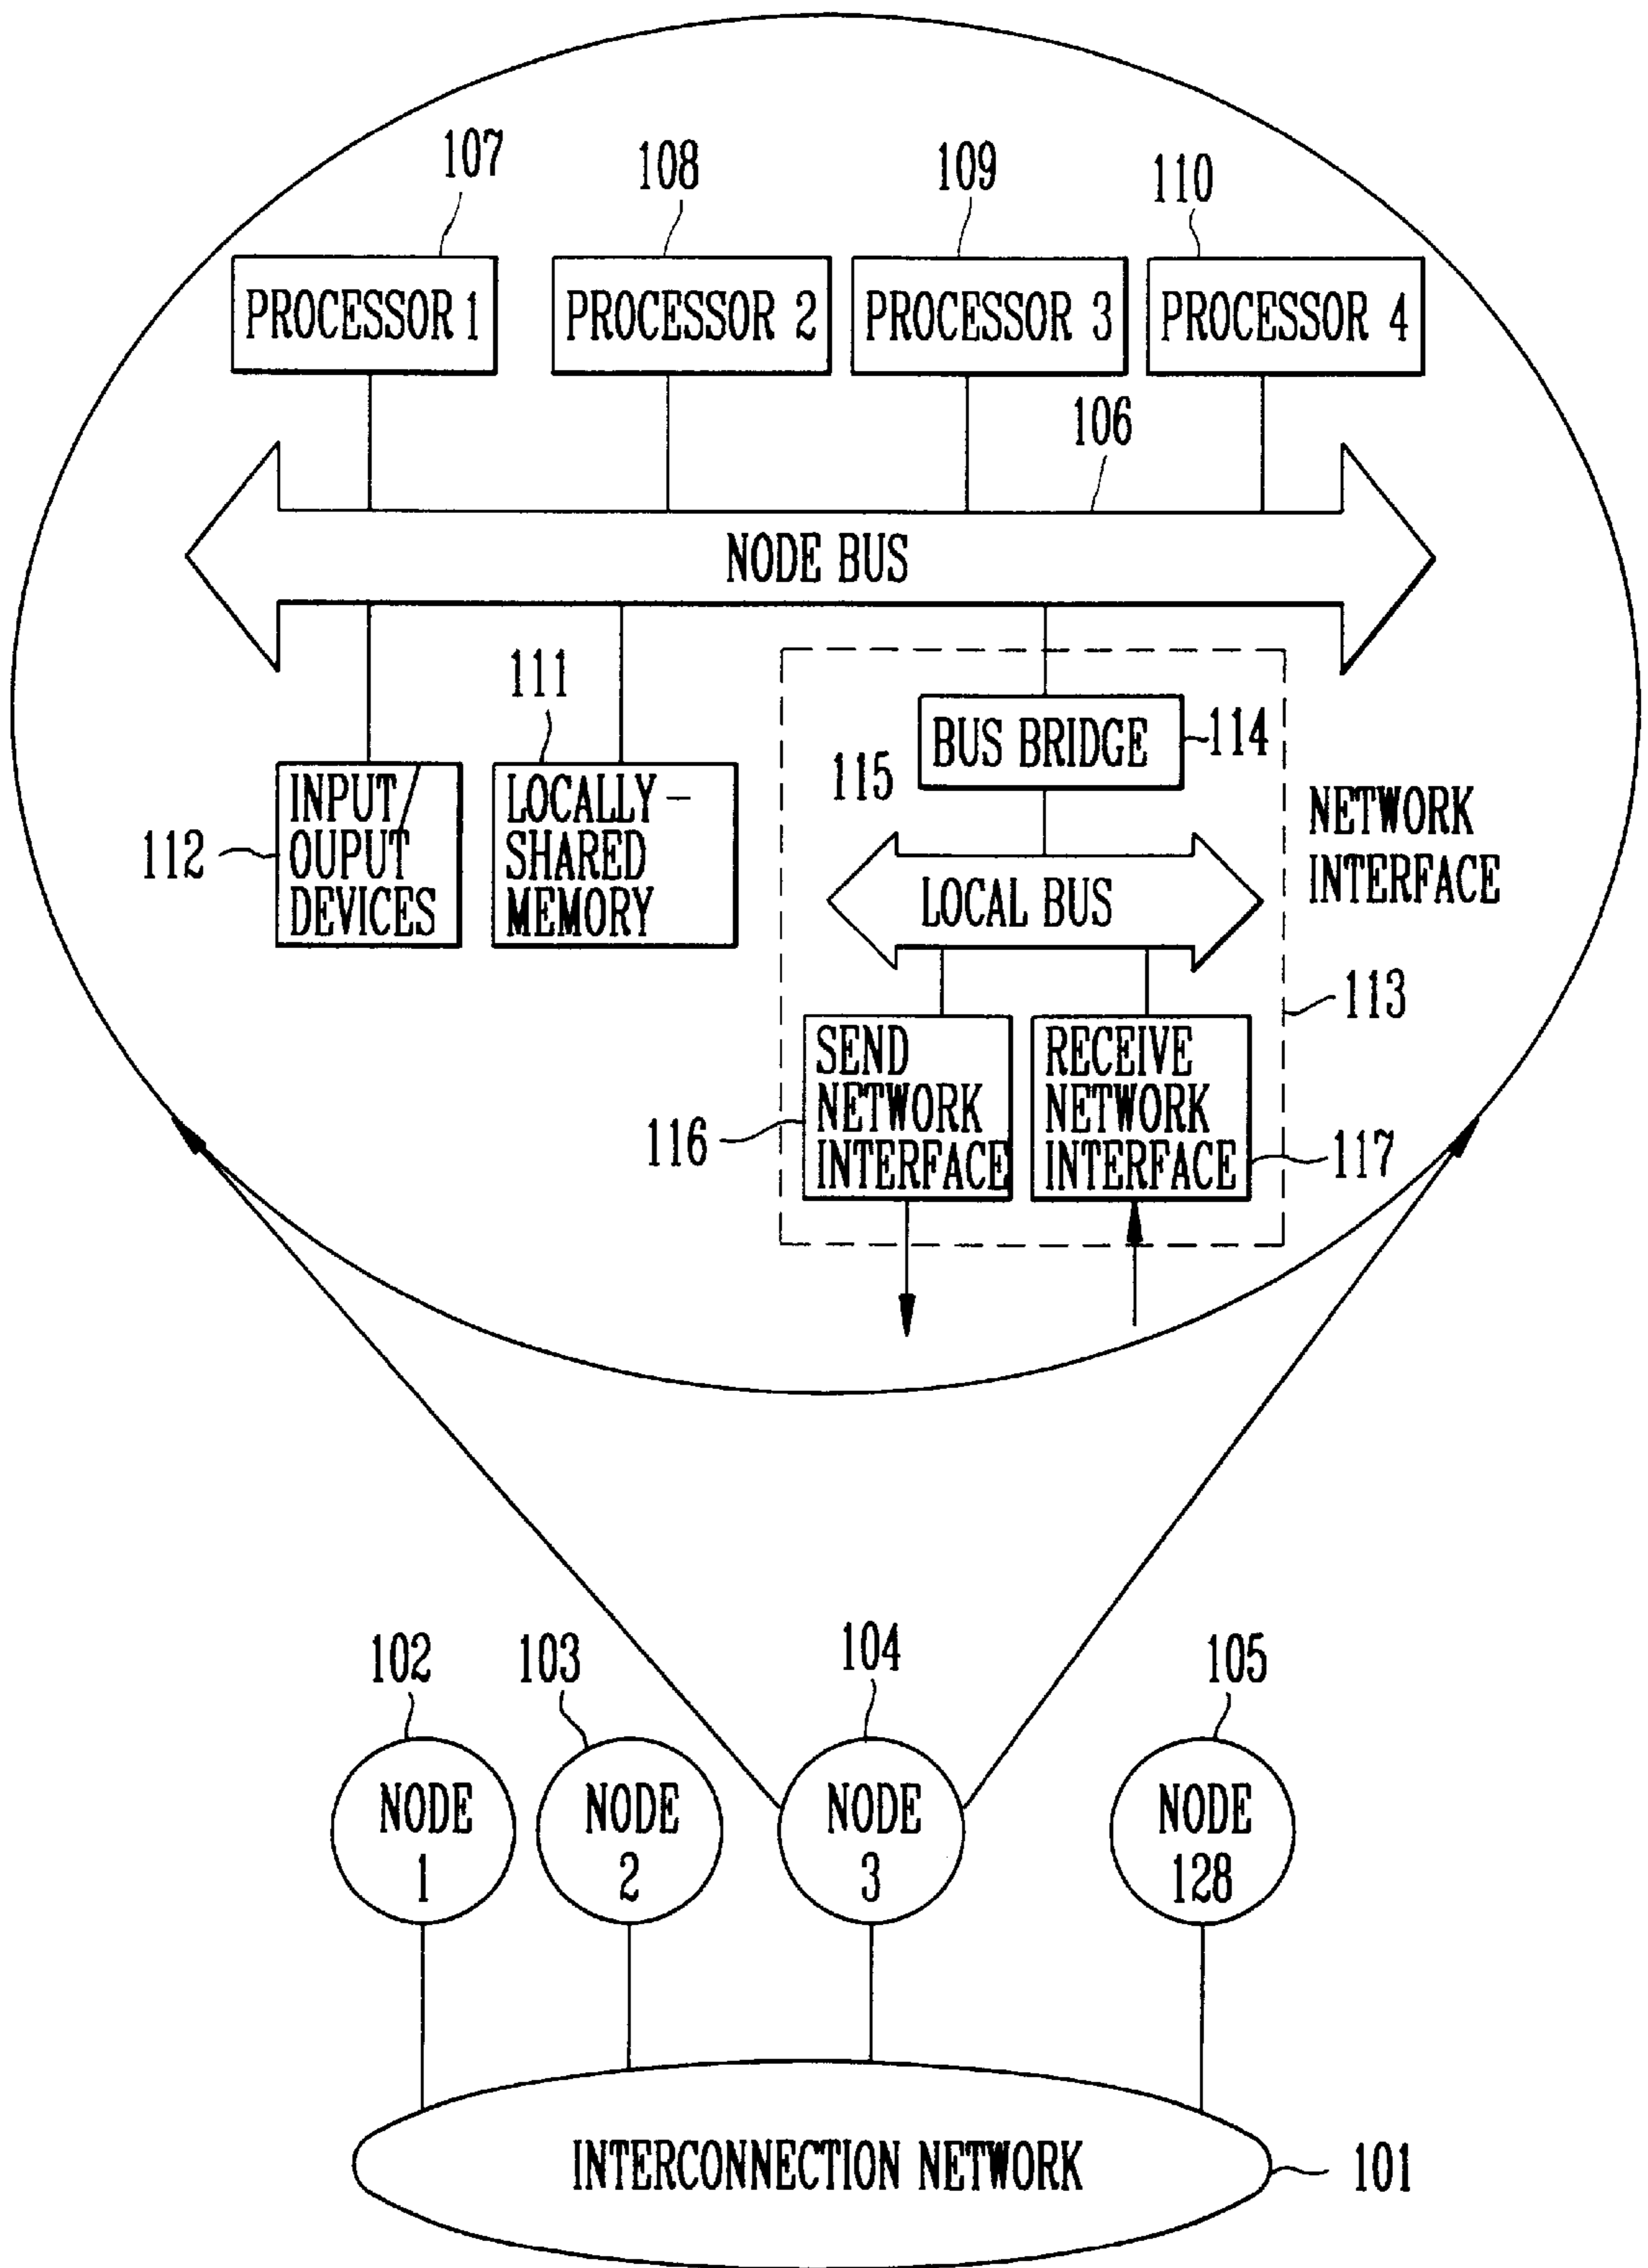 107
108
109
110
PROCESSOR 1
PROCESSOR 2
PROCESSOR 3
PROCESSOR 4
106
NODE BUS
111
BUS BRIDGE
114
115
INPUT /
OUPUT
DEVICES
112
LOCALLY-
SHARED
MEMORY
NETWORK
INTERFACE
LOCAL BUS
113
SEND
NETWORK
INTERFACE
116
RECEIVE
NETWORK
INTERFACE
117
102
103
104
105
NODE
1
NODE
2
NODE
3
NODE
128
INTERCONNECTION NETWORK
101